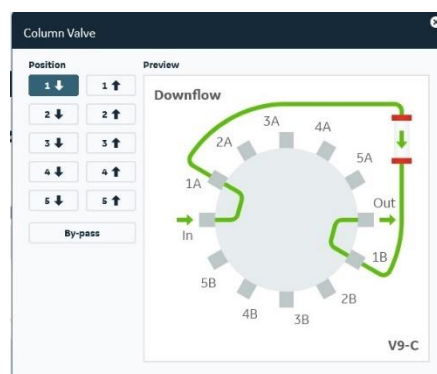 Column Valve
Position
Preview
1 ↓ 1 ↑
2 ↓ 2 ↑
3 ↓ 3 ↑
4 ↓ 4 ↑
5 ↓ 5 ↑
By-pass
Downflow
3A
2A
4A
1A
5A
In
Out
5B
1B
4B
2B
3B
V9-C